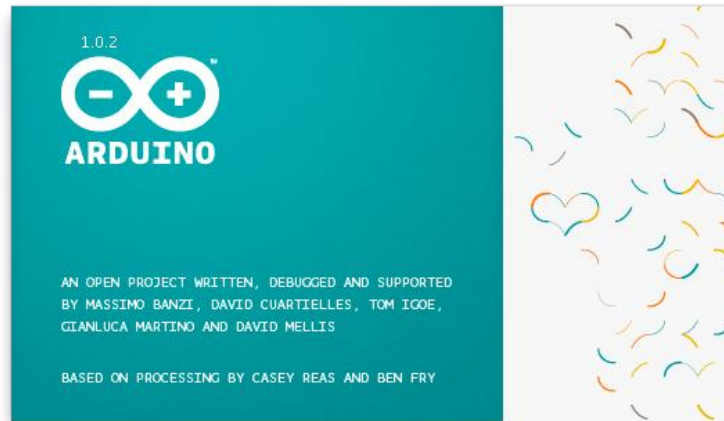 1.0.2
ARDUINO
AN OPEN PROJECT WRITTEN, DEBUGGED AND SUPPORTED
BY MASSIMO BANZI, DAVID CUARTIELLES, TOM IGOE,
GIANLUCA MARTINO AND DAVID MELLIS
BASED ON PROCESSING BY CASEY REAS AND BEN FRY